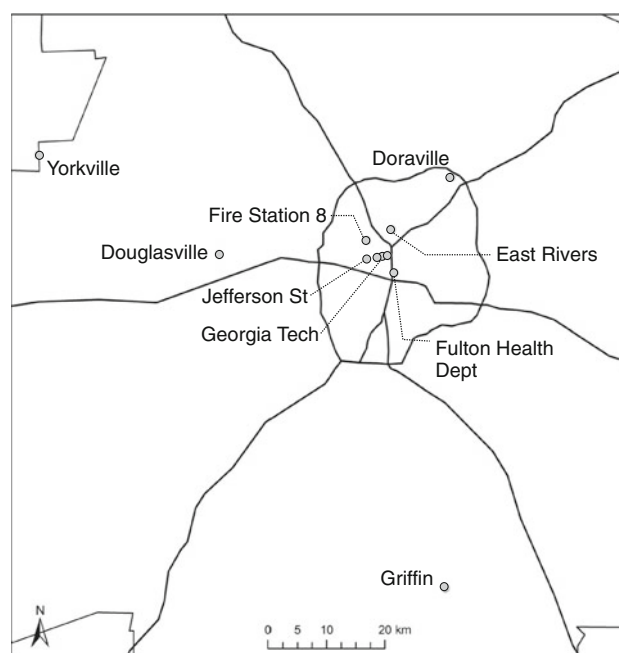 Doraville
Yorkville
Fire Station 8
Douglasville
East Rivers
Jefferson St
Georgia Tech
Fulton Health
Dept
Griffin
N
0 5 10 20 km